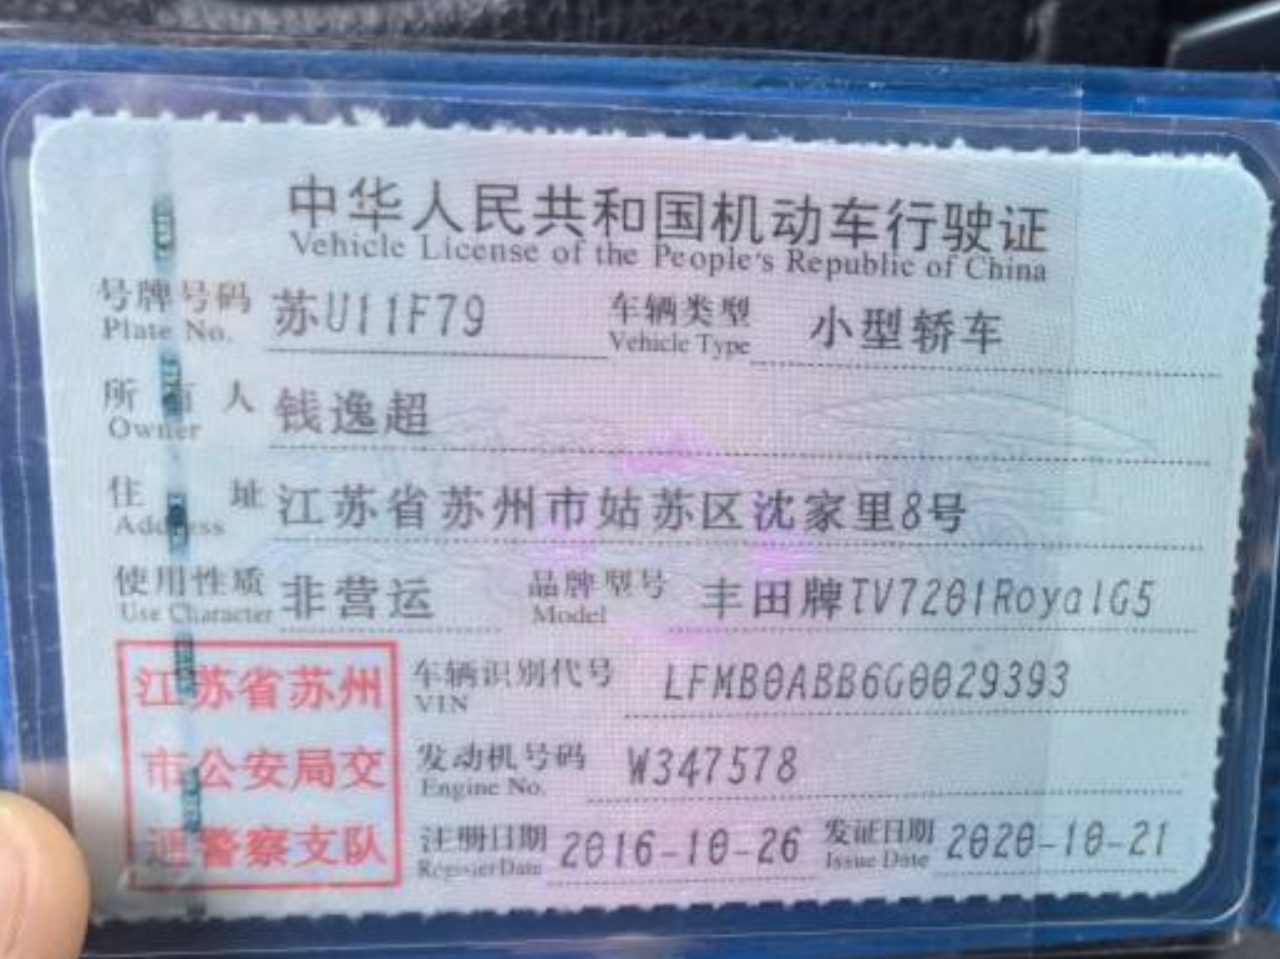 中华人民共和国机动车行驶证
Vehicle License of the People's Republic of China
号牌号码 苏U11F79 车辆类型 小型轿车
Plate No. Vehicle Type
所有人 钱逸超
Owner
住址 江苏省苏州市姑苏区沈家里8号
Address
使用性质 非营运 品牌型号 丰田牌TV7201RoyalG5
Use Character Model
江苏省苏州 车辆识别代号 LFMB0ABB6G0029393
VIN
市公安局交 发动机号码 W347578
Engine No.
通警察支队 注册日期 2016-10-26 发证日期 2020-10-21
Register Date Issue Date